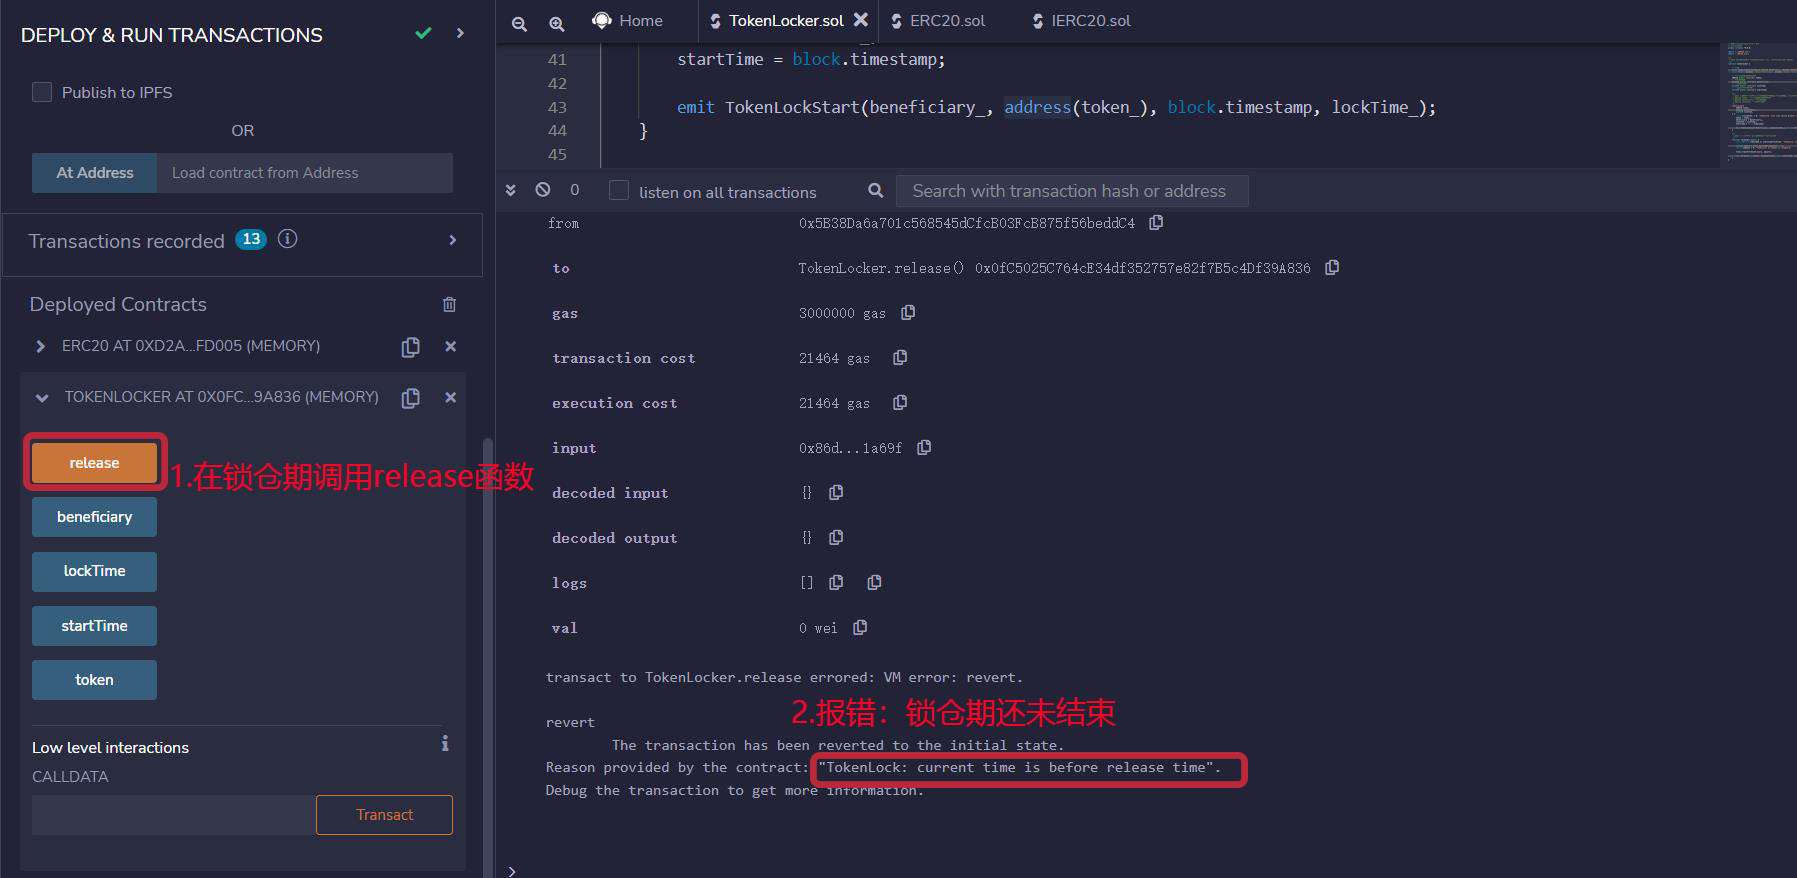 DEPLOY & RUN TRANSACTIONS
Publish to IPFS
OR
At Address
Load contract from Address
Transactions recorded 13
Deployed Contracts
ERC20 AT 0XD2A...FD005 (MEMORY)
TOKENLOCKER AT 0X0FC...9A836 (MEMORY)
release
1.在锁仓期调用release函数
beneficiary
lockTime
startTime
token
Low level interactions
CALLDATA
Transact
Home
TokenLocker.sol
ERC20.sol
IERC20.sol
41 startTime = block.timestamp;
42
43 emit TokenLockStart(beneficiary_, address(token_), block.timestamp, lockTime_);
44 }
45
0
listen on all transactions
Search with transaction hash or address
from 0x5B38Da6a701c568545dCfcB03FcB875f56beddC4
to TokenLocker.release() 0x0fC5025C764cE34df352757e82f7B5c4Df39A836
gas 3000000 gas
transaction cost 21464 gas
execution cost 21464 gas
input 0x86d...1a69f
decoded input {}
decoded output {}
logs []
val 0 wei
transact to TokenLocker.release errored: VM error: revert.
2.报错：锁仓期还未结束
revert
The transaction has been reverted to the initial state.
Reason provided by the contract: "TokenLock: current time is before release time".
Debug the transaction to get more information.